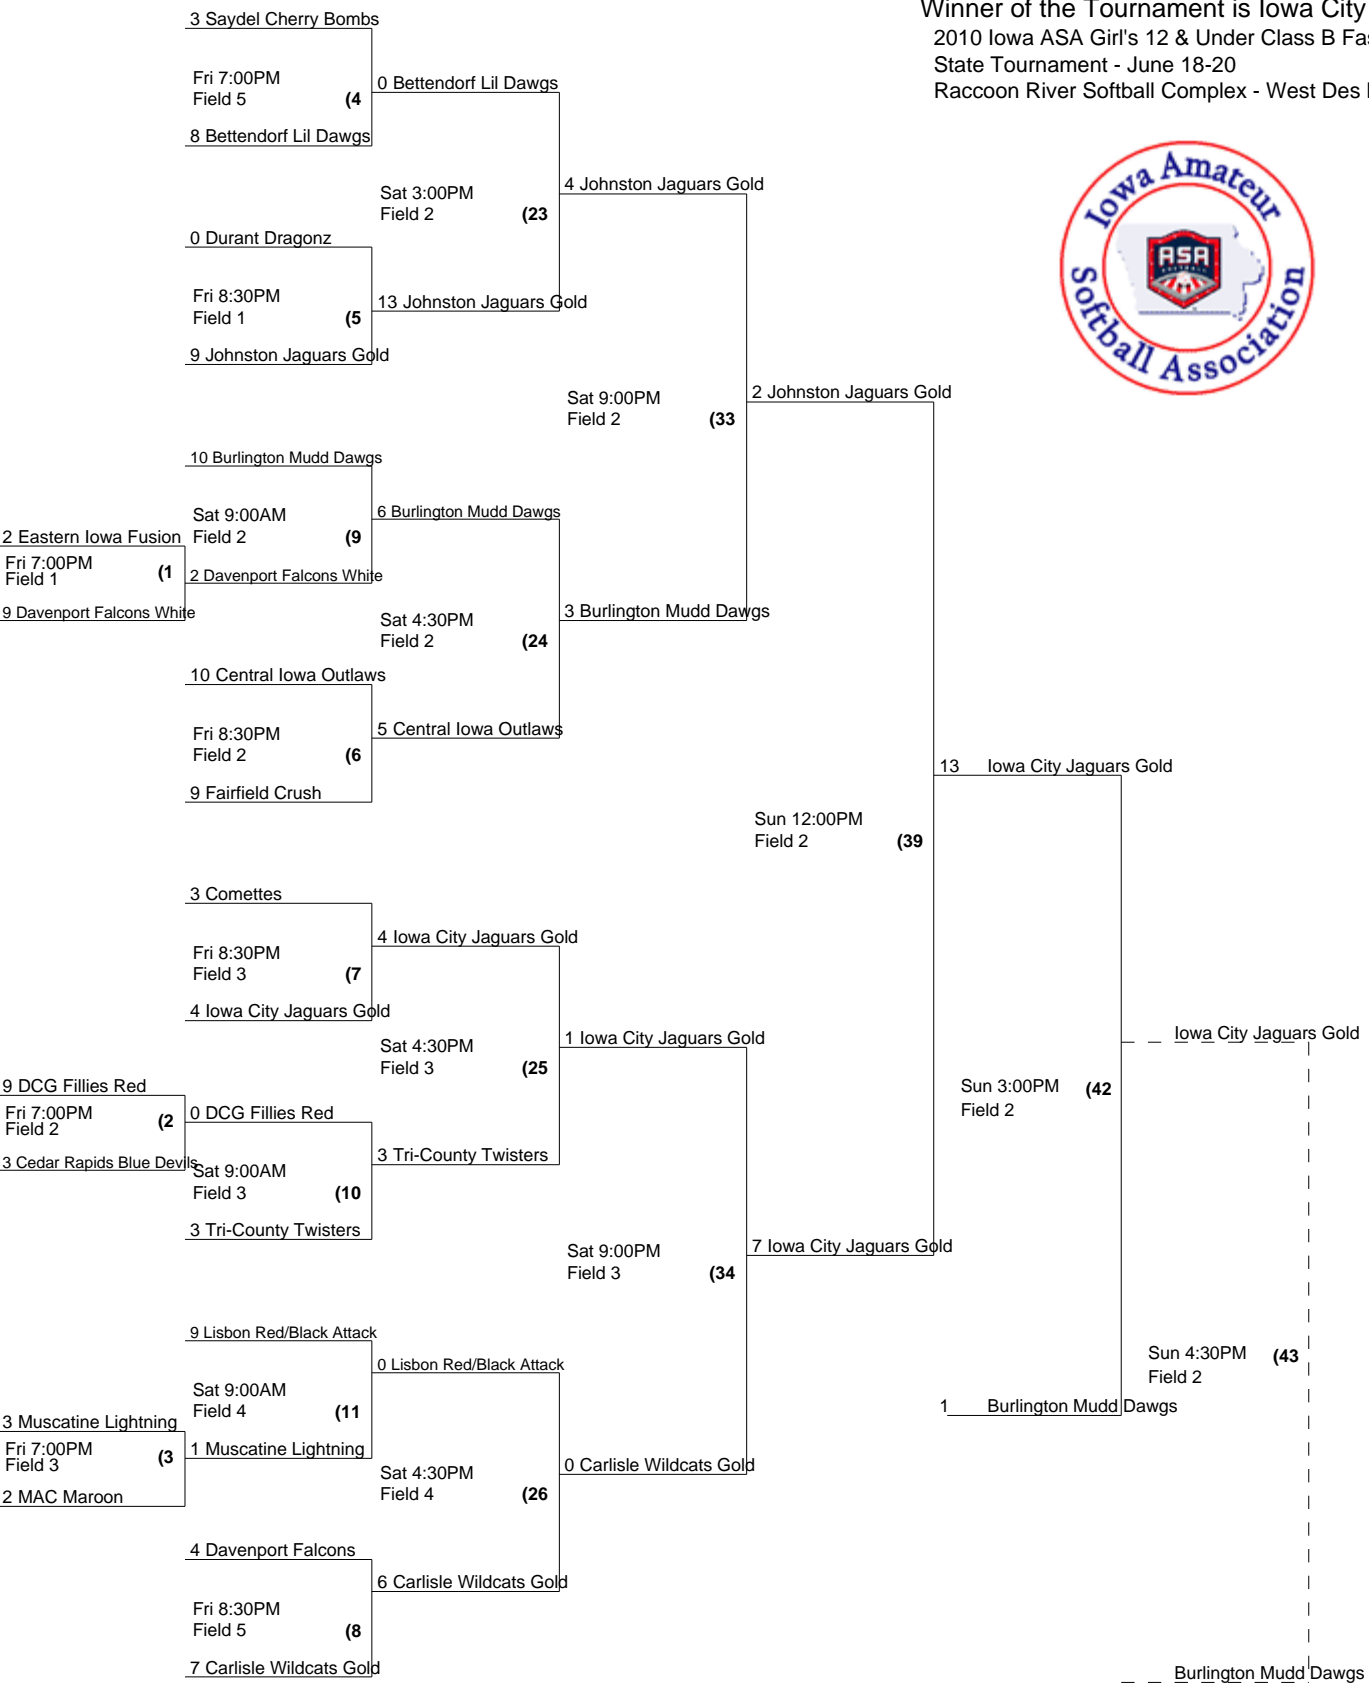 Winner of the Tournament is Iowa City
2010 Iowa ASA Girl's 12 & Under Class B Fas
State Tournament - June 18-20
Raccoon River Softball Complex - West Des
Iowa Amateur
Softball Association
ASA
3 Saydel Cherry Bombs
Fri 7:00PM
Field 5 (4
8 Bettendorf Lil Dawgs
0 Bettendorf Lil Dawgs
Sat 3:00PM
Field 2 (23
0 Durant Dragonz
Fri 8:30PM
Field 1 (5
9 Johnston Jaguars Gold
13 Johnston Jaguars Gold
4 Johnston Jaguars Gold
Sat 9:00PM
Field 2 (33
10 Burlington Mudd Dawgs
Sat 9:00AM
Field 2 (9
2 Eastern Iowa Fusion
Fri 7:00PM
Field 1 (1
9 Davenport Falcons White
2 Davenport Falcons White
6 Burlington Mudd Dawgs
Sat 4:30PM
Field 2 (24
10 Central Iowa Outlaws
Fri 8:30PM
Field 2 (6
9 Fairfield Crush
5 Central Iowa Outlaws
3 Burlington Mudd Dawgs
2 Johnston Jaguars Gold
Sun 12:00PM
Field 2 (39
3 Comettes
Fri 8:30PM
Field 3 (7
4 Iowa City Jaguars Gold
4 Iowa City Jaguars Gold
Sat 4:30PM
Field 3 (25
9 DCG Fillies Red
Fri 7:00PM
Field 2 (2
3 Cedar Rapids Blue Devils
0 DCG Fillies Red
Sat 9:00AM
Field 3 (10
3 Tri-County Twisters
3 Tri-County Twisters
1 Iowa City Jaguars Gold
Sat 9:00PM
Field 3 (34
9 Lisbon Red/Black Attack
Sat 9:00AM
Field 4 (11
3 Muscatine Lightning
Fri 7:00PM
Field 3 (3
2 MAC Maroon
1 Muscatine Lightning
0 Lisbon Red/Black Attack
Sat 4:30PM
Field 4 (26
4 Davenport Falcons
Fri 8:30PM
Field 5 (8
7 Carlisle Wildcats Gold
6 Carlisle Wildcats Gold
0 Carlisle Wildcats Gold
7 Iowa City Jaguars Gold
13 Iowa City Jaguars Gold
Sun 3:00PM (42
Field 2
1 Burlington Mudd Dawgs
Iowa City Jaguars Gold
Sun 4:30PM (43
Field 2
Burlington Mudd Dawgs